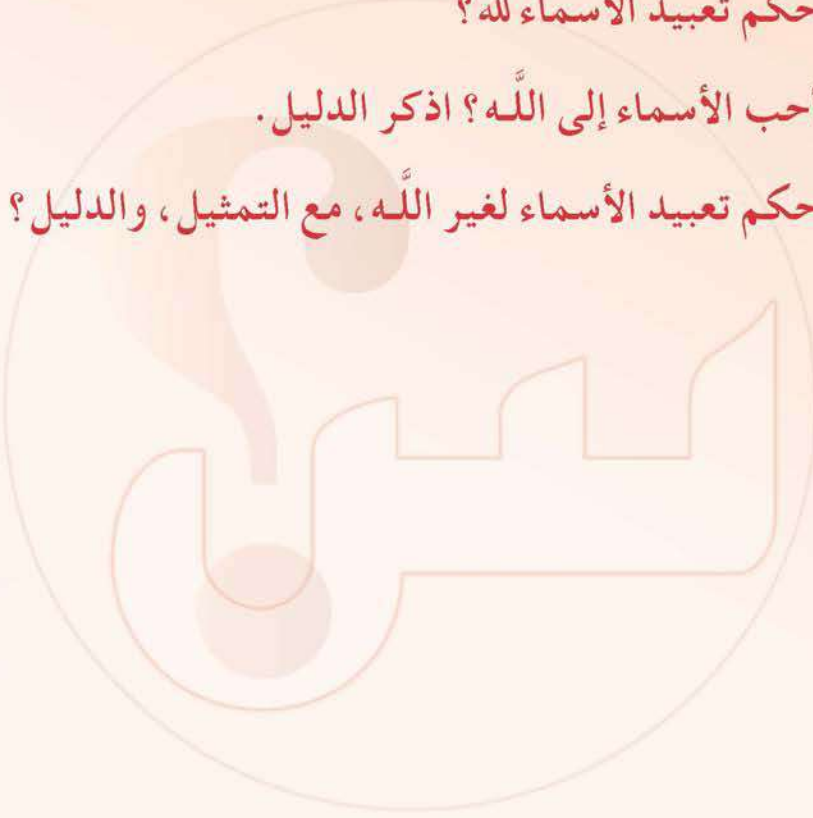 حكم تعبيد الأسماء لله؟
أحب الأسماء إلى اللَّه؟ اذكر الدليل.
حكم تعبيد الأسماء لغير اللَّه، مع التمثيل، والدليل؟
س
؟